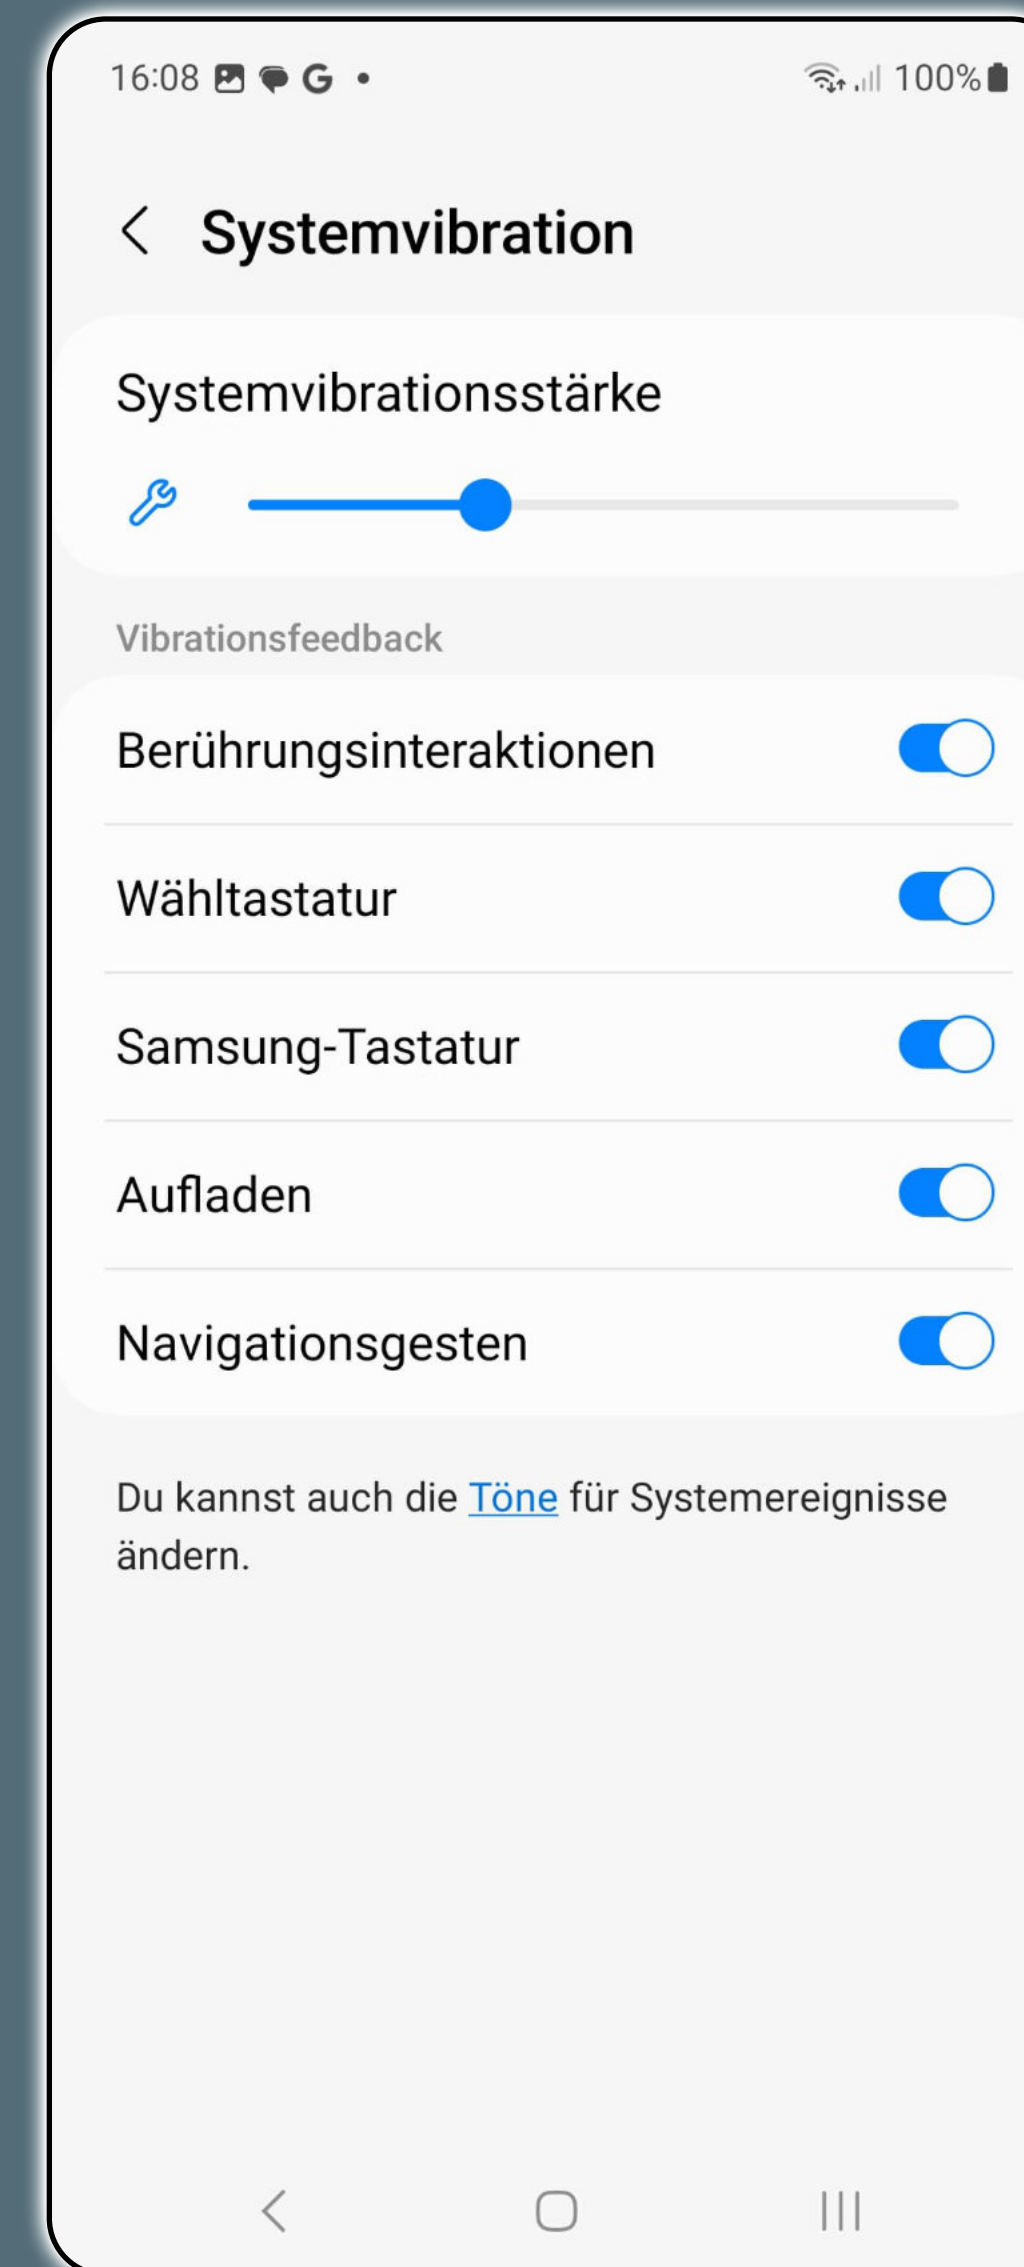 16:08 G 100%
Systemvibration
Systemvibrationsstärke
Vibrationsfeedback
Berührungsinteraktionen
Wähltastatur
Samsung-Tastatur
Aufladen
Navigationsgesten
Du kannst auch die Töne für Systemereignisse
ändern.